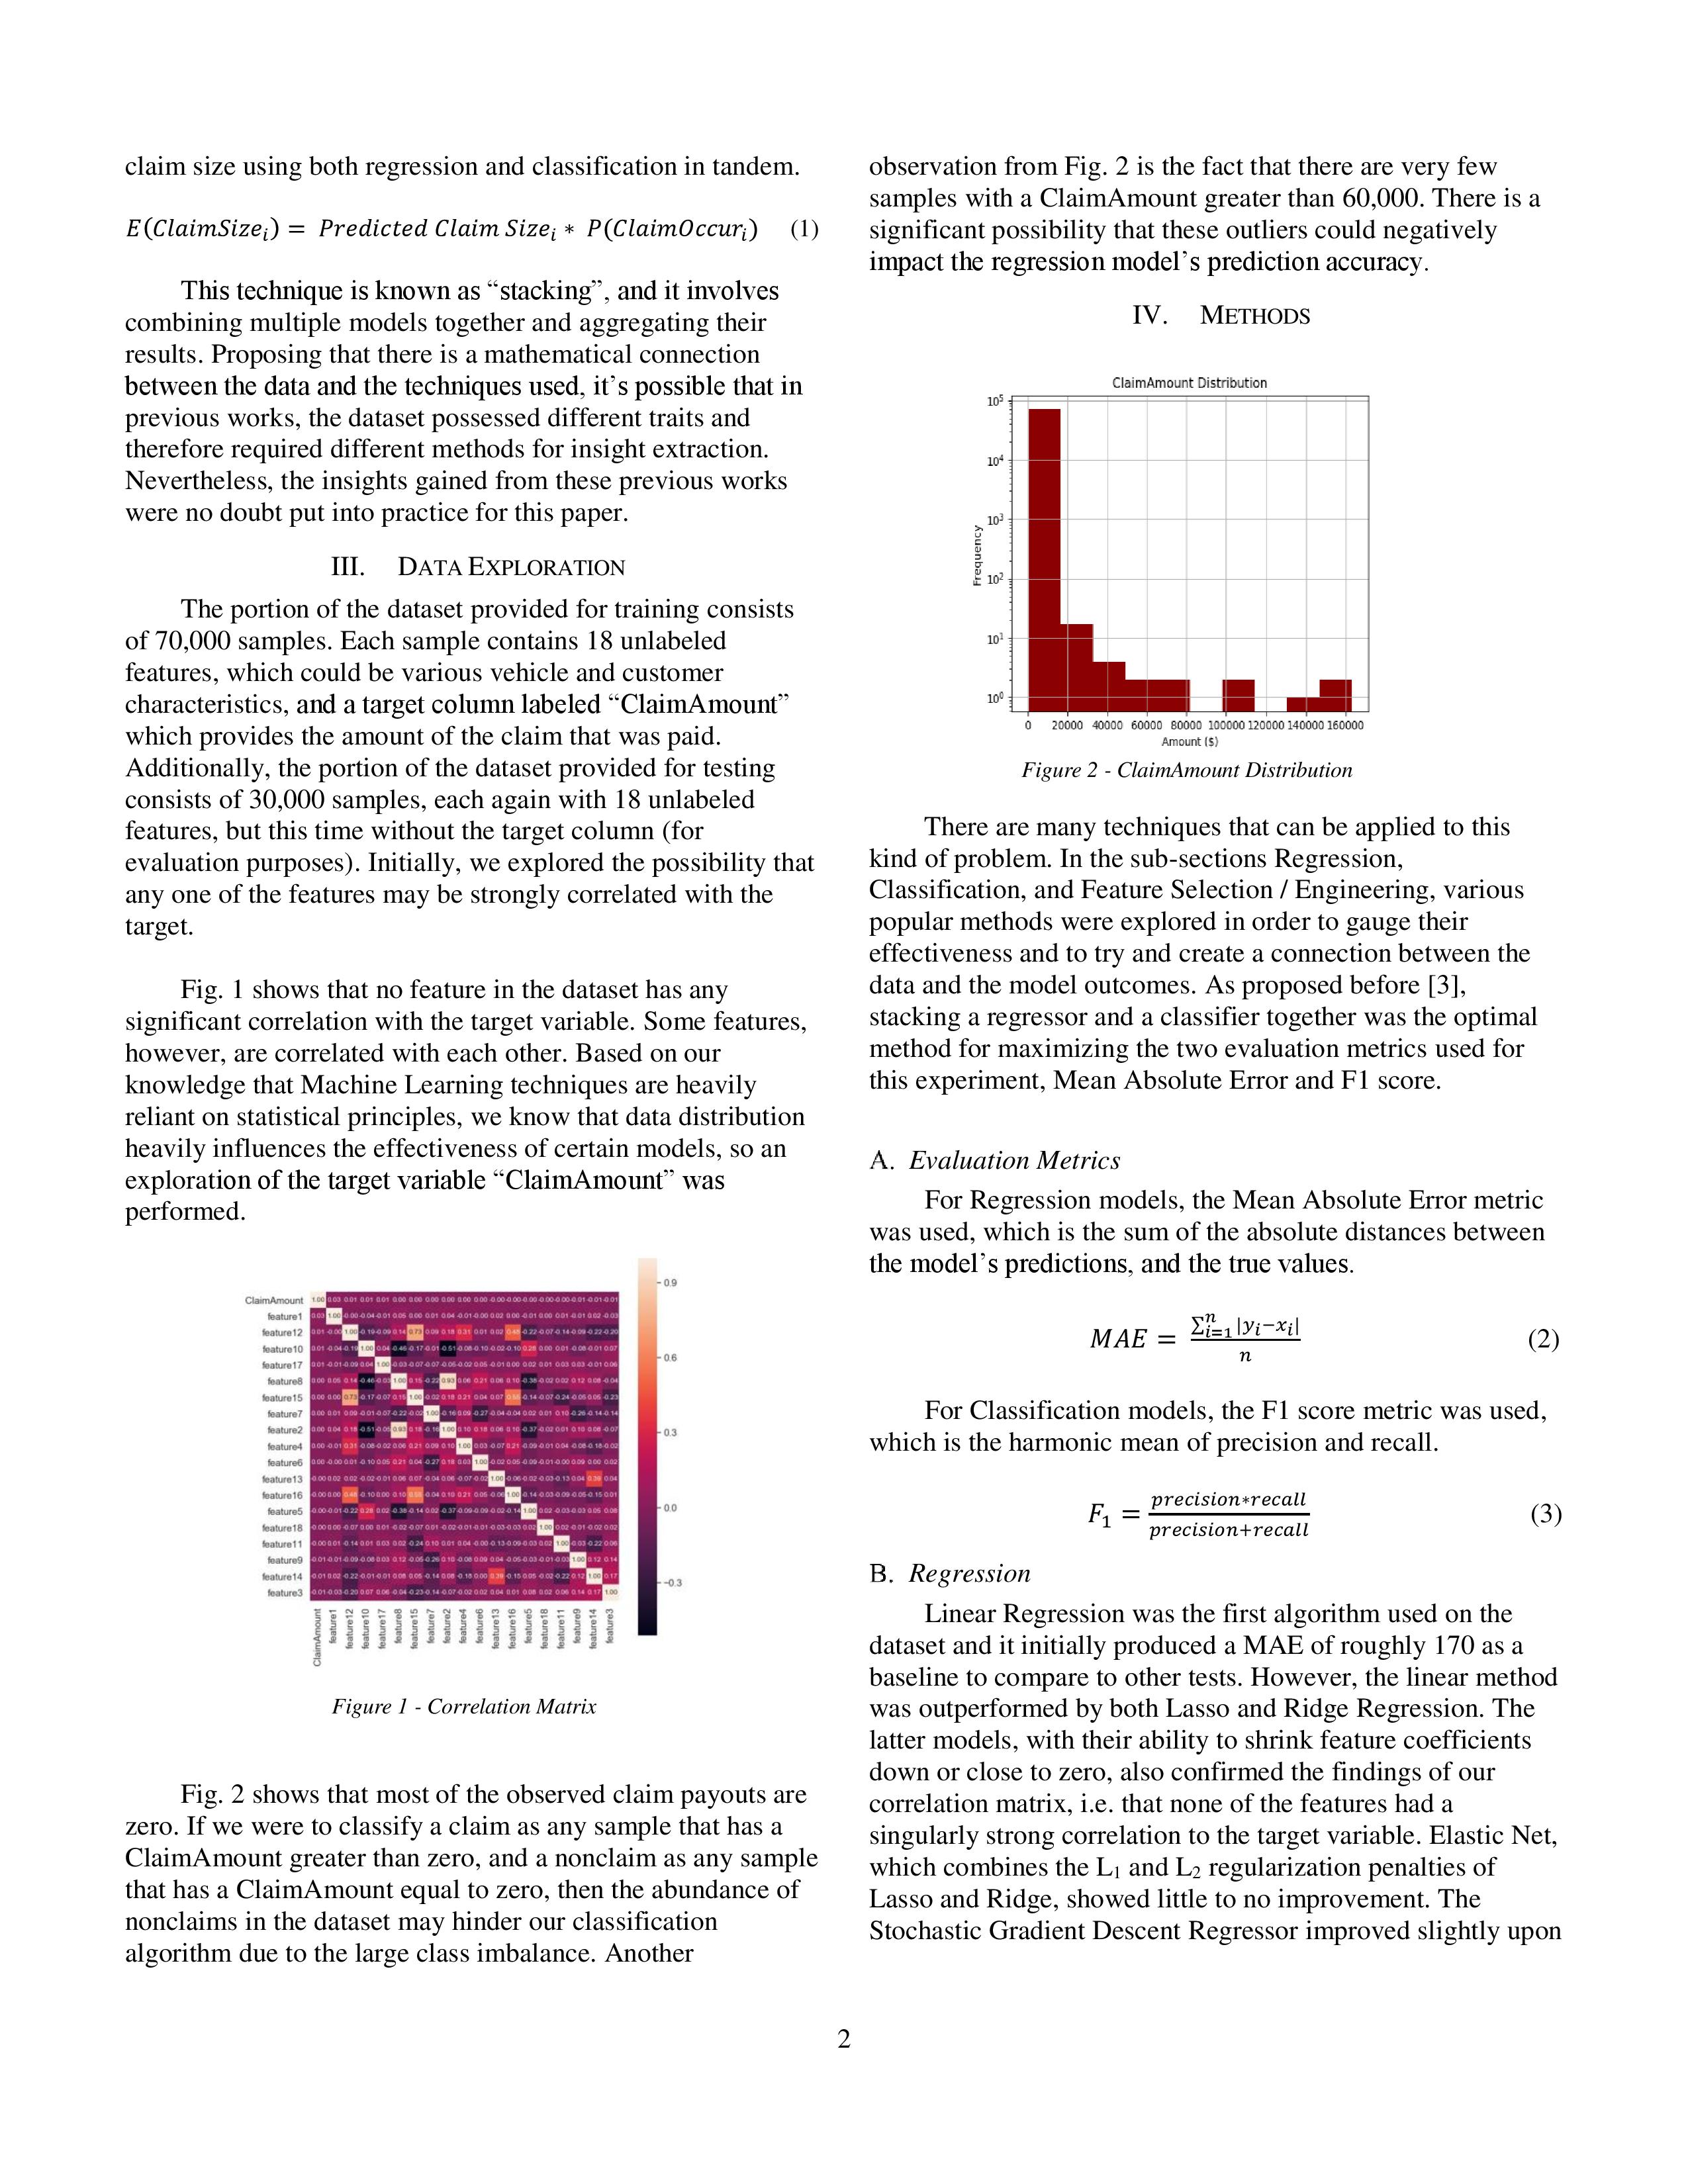 claim size using both regression and classification in tandem.
E(ClaimSize_i) = Predicted Claim Size_i * P(ClaimOccur_i) (1)
This technique is known as “stacking”, and it involves
combining multiple models together and aggregating their
results. Proposing that there is a mathematical connection
between the data and the techniques used, it’s possible that in
previous works, the dataset possessed different traits and
therefore required different methods for insight extraction.
Nevertheless, the insights gained from these previous works
were no doubt put into practice for this paper.
III. DATA EXPLORATION
The portion of the dataset provided for training consists
of 70,000 samples. Each sample contains 18 unlabeled
features, which could be various vehicle and customer
characteristics, and a target column labeled “ClaimAmount”
which provides the amount of the claim that was paid.
Additionally, the portion of the dataset provided for testing
consists of 30,000 samples, each again with 18 unlabeled
features, but this time without the target column (for
evaluation purposes). Initially, we explored the possibility that
any one of the features may be strongly correlated with the
target.
Fig. 1 shows that no feature in the dataset has any
significant correlation with the target variable. Some features,
however, are correlated with each other. Based on our
knowledge that Machine Learning techniques are heavily
reliant on statistical principles, we know that data distribution
heavily influences the effectiveness of certain models, so an
exploration of the target variable “ClaimAmount” was
performed.
ClaimAmount
feature1
feature12
feature10
feature17
feature8
feature15
feature7
feature2
feature4
feature6
feature13
feature16
feature5
feature18
feature11
feature9
feature14
feature3
ClaimAmount feature1 feature12 feature10 feature17 feature8 feature15 feature7 feature2 feature4 feature6 feature13 feature16 feature5 feature18 feature11 feature9 feature14 feature3
0.9
0.6
0.3
0.0
-0.3
Figure 1 - Correlation Matrix
Fig. 2 shows that most of the observed claim payouts are
zero. If we were to classify a claim as any sample that has a
ClaimAmount greater than zero, and a nonclaim as any sample
that has a ClaimAmount equal to zero, then the abundance of
nonclaims in the dataset may hinder our classification
algorithm due to the large class imbalance. Another
observation from Fig. 2 is the fact that there are very few
samples with a ClaimAmount greater than 60,000. There is a
significant possibility that these outliers could negatively
impact the regression model’s prediction accuracy.
IV. METHODS
ClaimAmount Distribution
10^5
10^4
10^3
10^2
10^1
10^0
Frequency
0 20000 40000 60000 80000 100000 120000 140000 160000
Amount ($)
Figure 2 - ClaimAmount Distribution
There are many techniques that can be applied to this
kind of problem. In the sub-sections Regression,
Classification, and Feature Selection / Engineering, various
popular methods were explored in order to gauge their
effectiveness and to try and create a connection between the
data and the model outcomes. As proposed before [3],
stacking a regressor and a classifier together was the optimal
method for maximizing the two evaluation metrics used for
this experiment, Mean Absolute Error and F1 score.
A. Evaluation Metrics
For Regression models, the Mean Absolute Error metric
was used, which is the sum of the absolute distances between
the model’s predictions, and the true values.
MAE = \frac{\sum_{i=1}^{n}|y_i-x_i|}{n} (2)
For Classification models, the F1 score metric was used,
which is the harmonic mean of precision and recall.
F_1 = \frac{precision*recall}{precision+recall} (3)
B. Regression
Linear Regression was the first algorithm used on the
dataset and it initially produced a MAE of roughly 170 as a
baseline to compare to other tests. However, the linear method
was outperformed by both Lasso and Ridge Regression. The
latter models, with their ability to shrink feature coefficients
down or close to zero, also confirmed the findings of our
correlation matrix, i.e. that none of the features had a
singularly strong correlation to the target variable. Elastic Net,
which combines the L₁ and L₂ regularization penalties of
Lasso and Ridge, showed little to no improvement. The
Stochastic Gradient Descent Regressor improved slightly upon
2